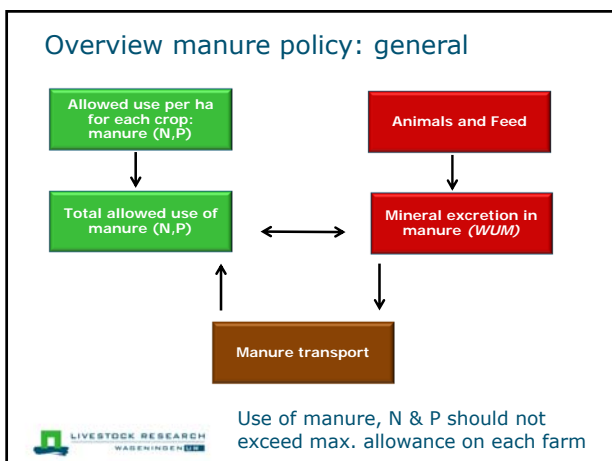 Overview manure policy: general
Allowed use per ha
for each crop:
manure (N,P)
Animals and Feed
Total allowed use of
manure (N,P)
Mineral excretion in
manure (WUM)
Manure transport
LIVESTOCK RESEARCH
WAGENINGEN UR
Use of manure, N & P should not
exceed max. allowance on each farm